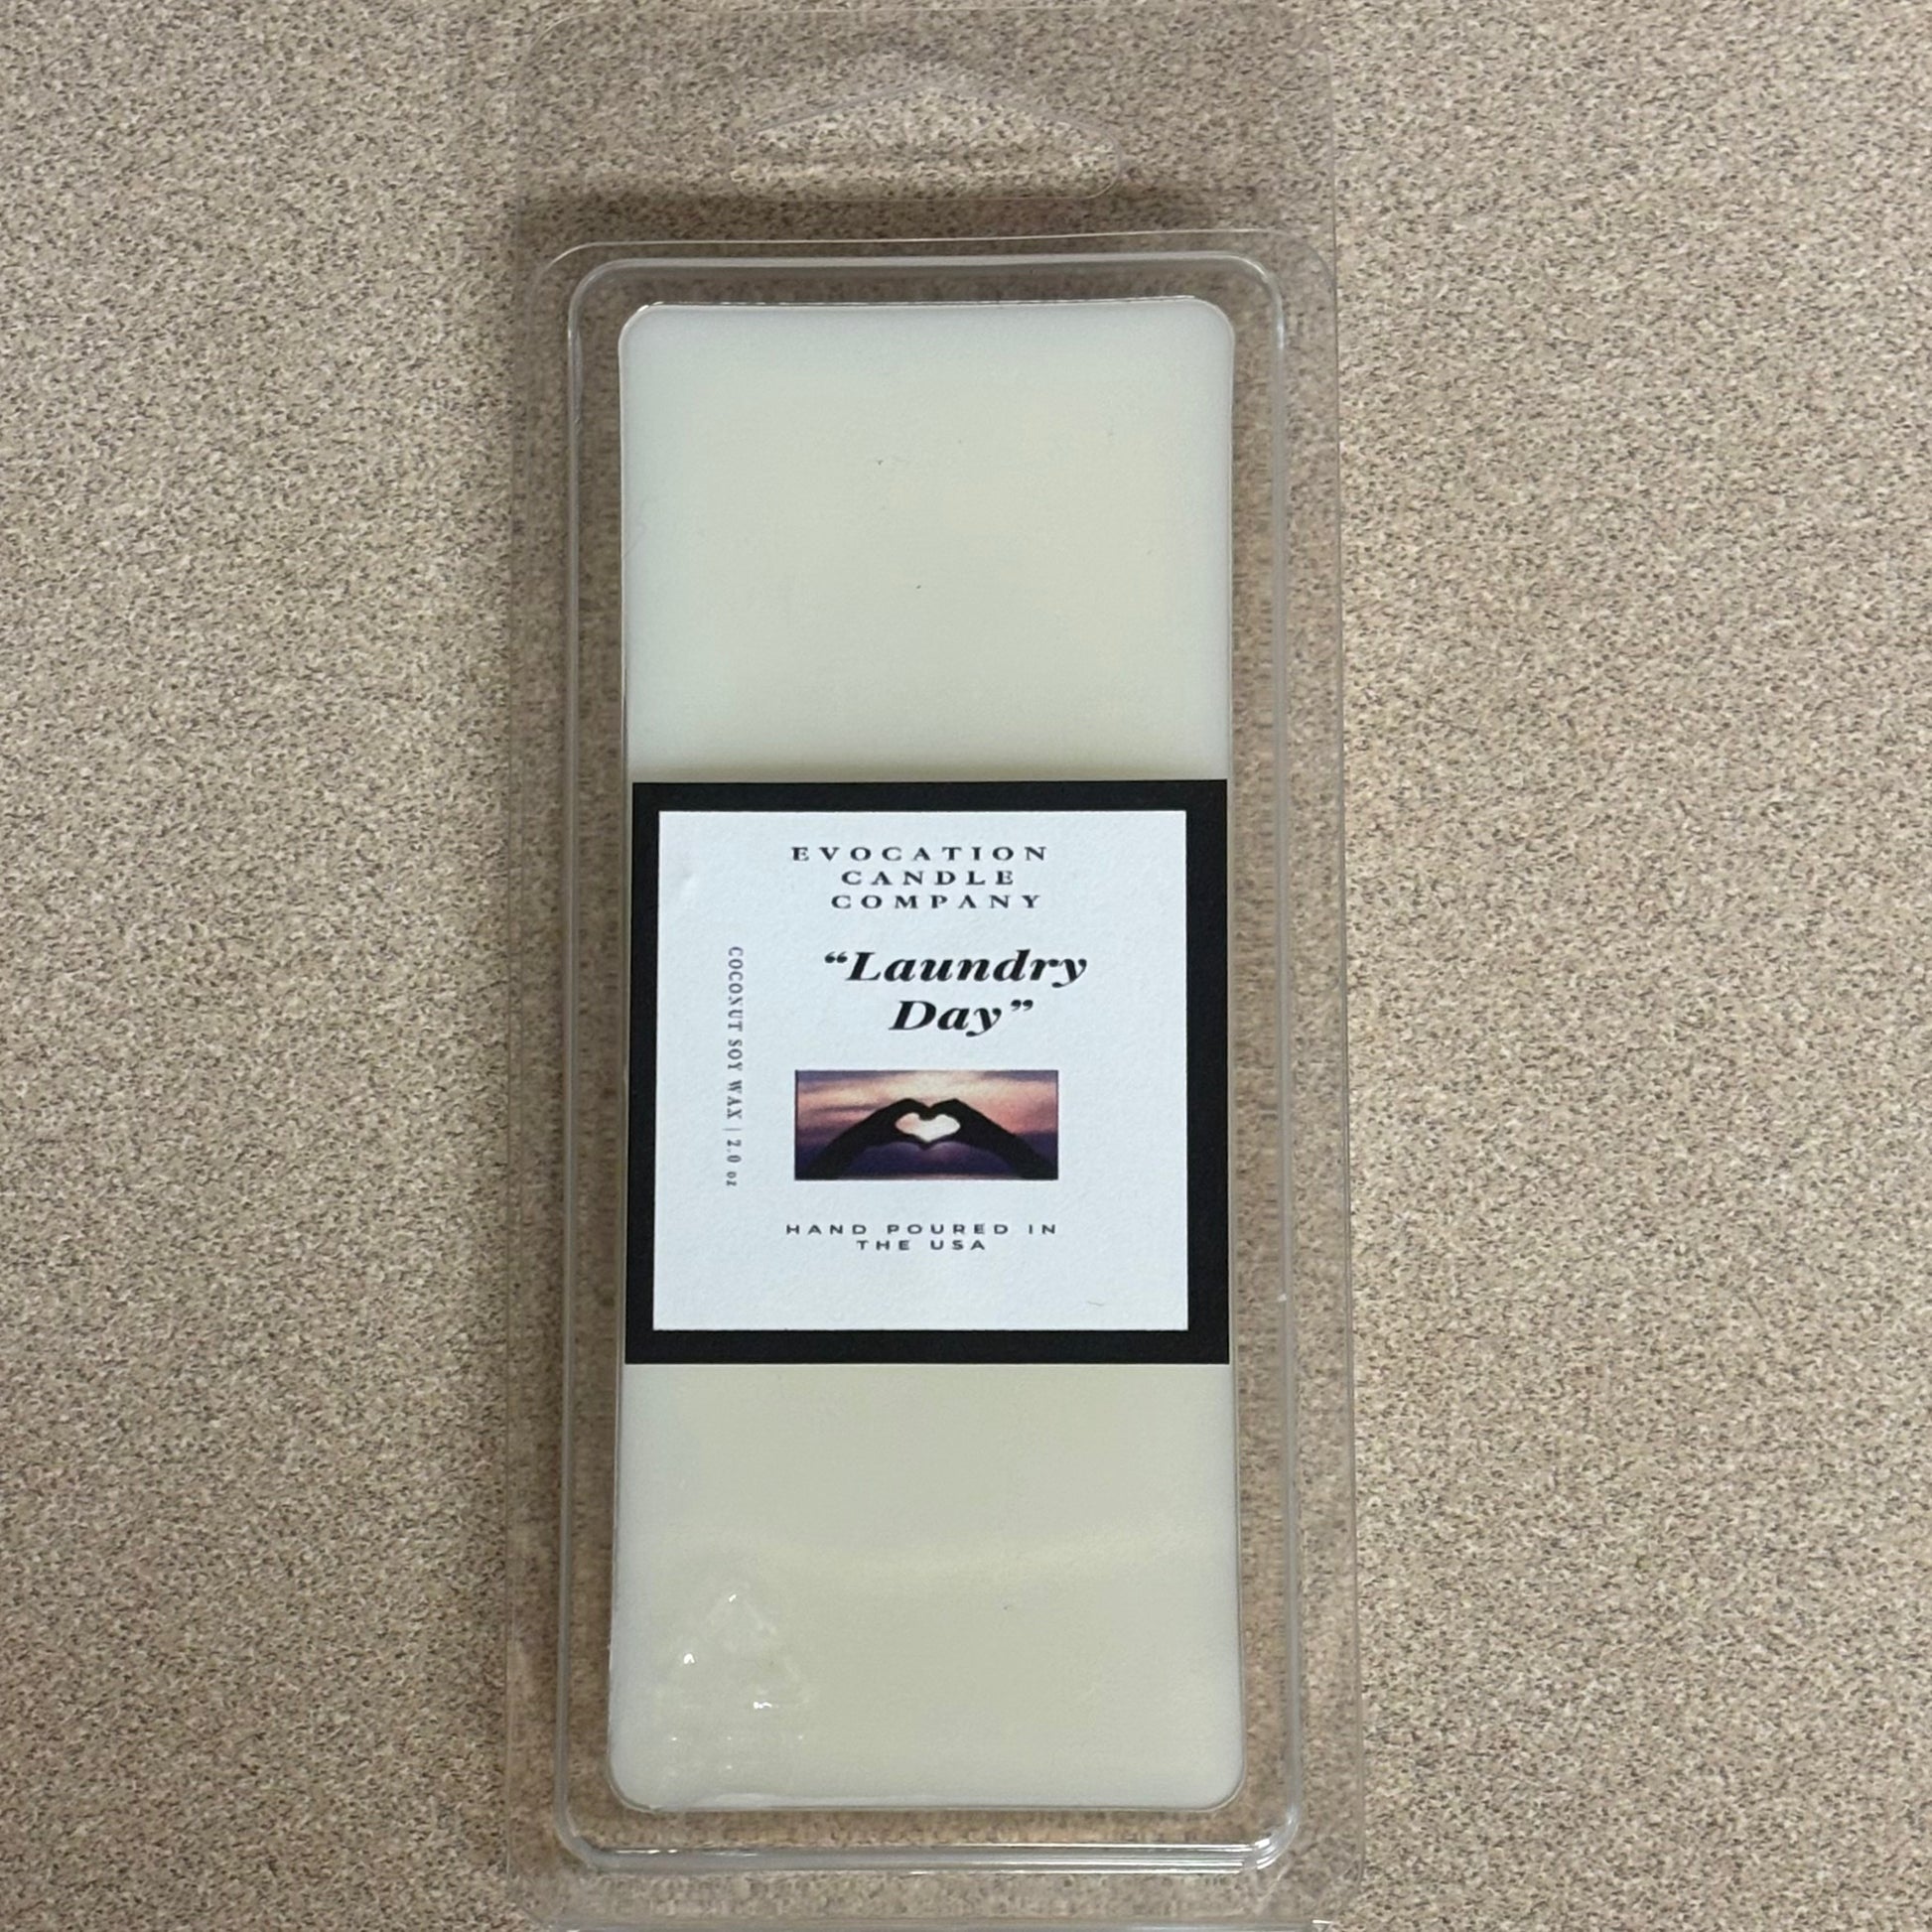 EVOCATION
CANDLE
COMPANY
“Laundry
Day”
COCONUT SOY WAX | 2.0 oz
HAND POURED IN
THE USA